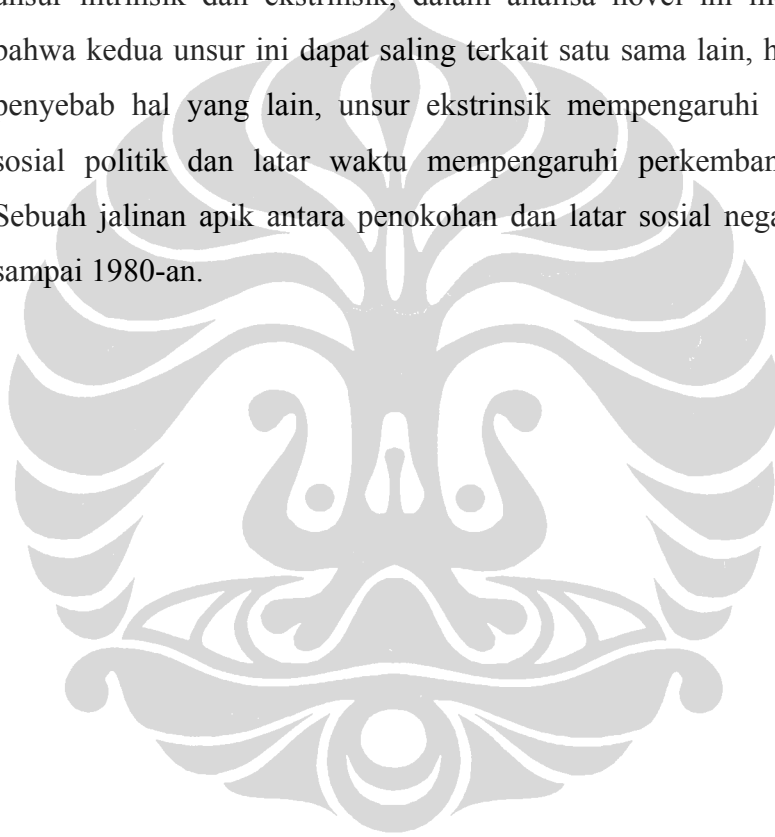 unsur intrinsik dan ekstrinsik, dalam analisa novel ini
bahwa kedua unsur ini dapat saling terkait satu sama lain,
penyebab hal yang lain, unsur ekstrinsik mempengaruhi
sosial politik dan latar waktu mempengaruhi
Sebuah jalinan apik antara penokohan dan latar sosial
sampai 1980-an.